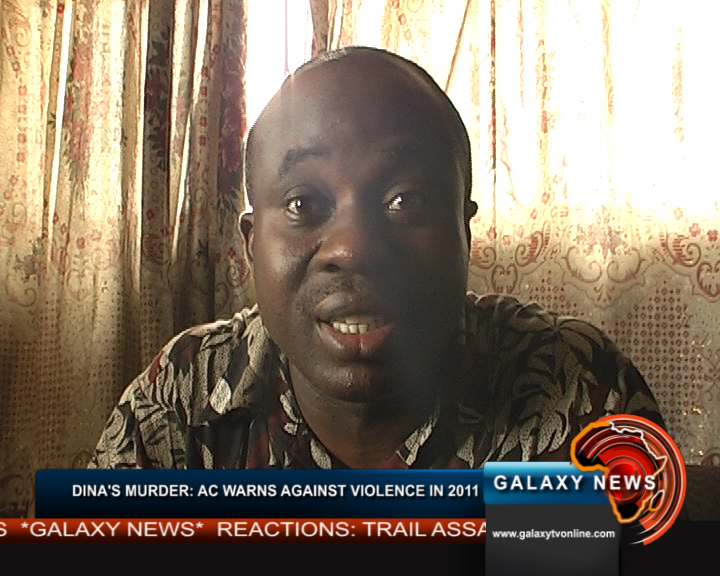 DINA'S MURDER: AC WARNS AGAINST VIOLENCE IN 2011
GALAXY NEWS
S *GALAXY NEWS* REACTIONS: TRAIL ASSA
www.galaxytvonline.com